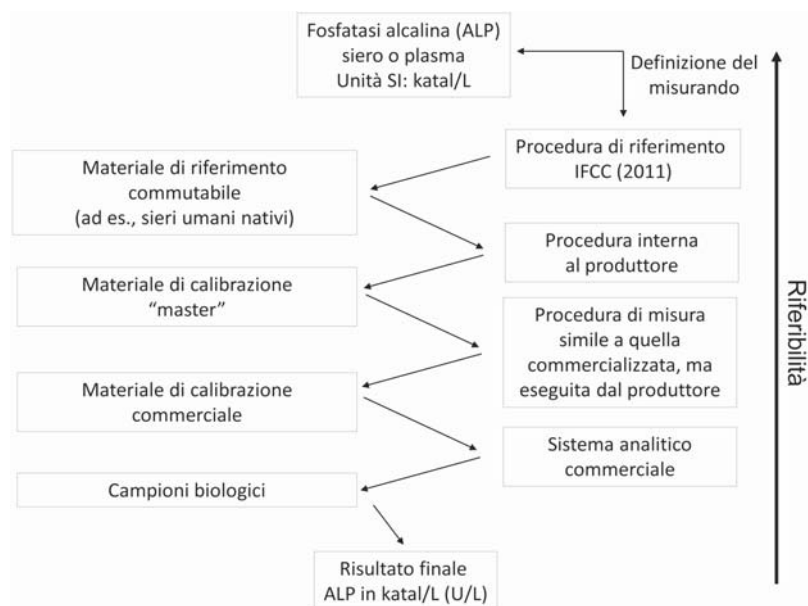 Fosfatasi alcalina (ALP)
siero o plasma
Unità SI: katal/L
Definizione del
misurando
Procedura di riferimento
IFCC (2011)
Materiale di riferimento
commutabile
(ad es., sieri umani nativi)
Procedura interna
al produttore
Materiale di calibrazione
“master”
Procedura di misura
simile a quella
commercializzata, ma
eseguita dal produttore
Materiale di calibrazione
commerciale
Sistema analitico
commerciale
Campioni biologici
Risultato finale
ALP in katal/L (U/L)
Riferibilità